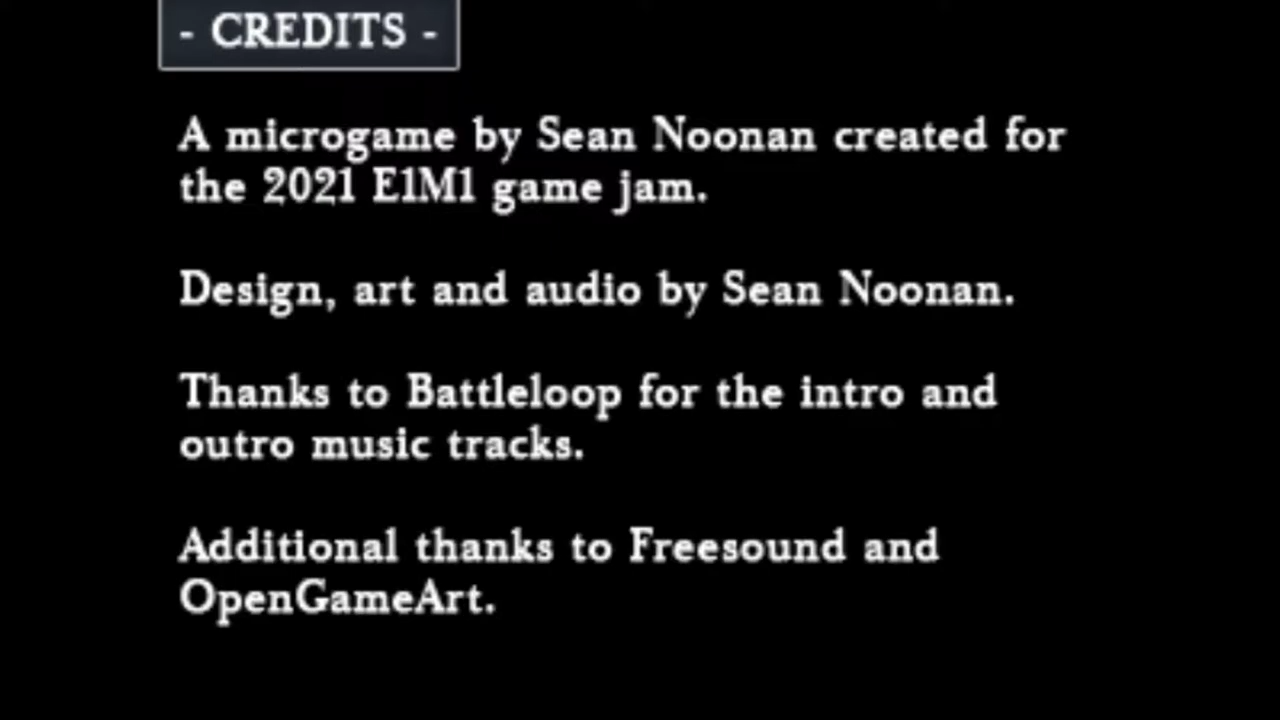 - CREDITS -
A microgame by Sean Noonan created for
the 2021 E1M1 game jam.
Design, art and audio by Sean Noonan.
Thanks to Battleloop for the intro and
outro music tracks.
Additional thanks to Freesound and
OpenGameArt.